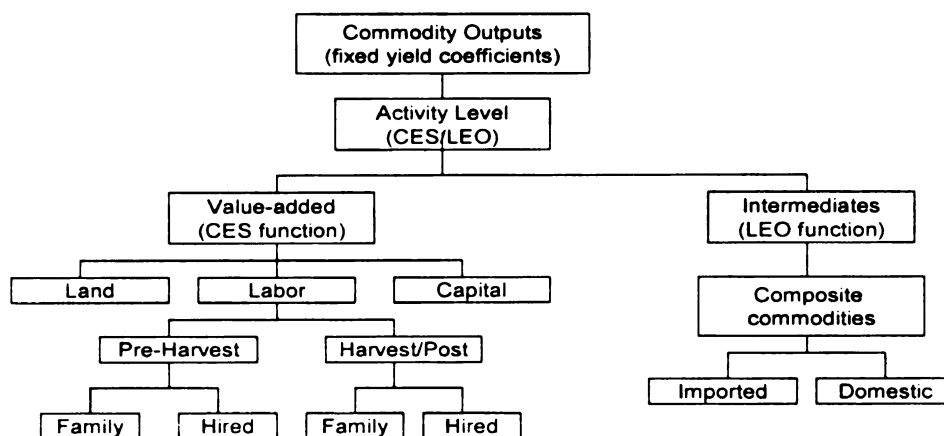 Commodity Outputs
(fixed yield coefficients)
Activity Level
(CES/LEO)
Value-added
(CES function)
Intermediates
(LEO function)
Land
Labor
Capital
Composite
commodities
Pre-Harvest
Harvest/Post
Imported
Domestic
Family
Hired
Family
Hired